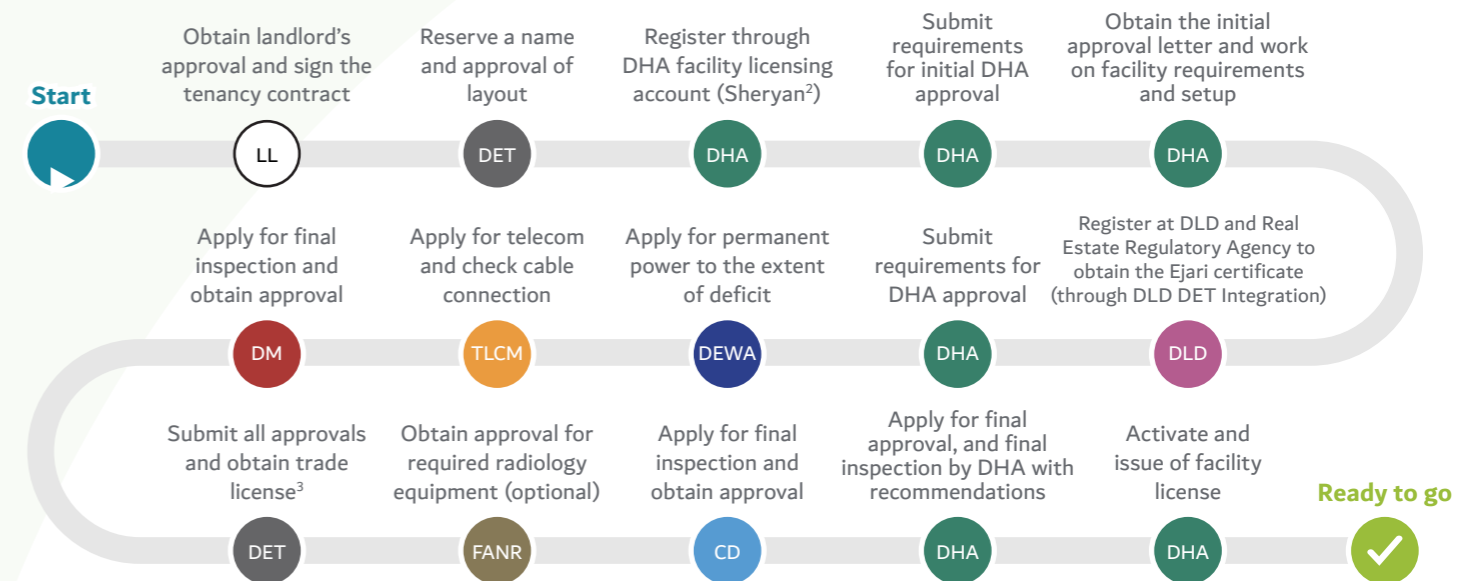 Start
Obtain landlord's
approval and sign the
tenancy contract
LL
Reserve a name
and approval of
layout
DET
Register through
DHA facility licensing
account (Sheryan²)
DHA
Submit
requirements
for initial DHA
approval
DHA
Obtain the initial
approval letter and work
on facility requirements
and setup
DHA
Register at DLD and Real
Estate Regulatory Agency to
obtain the Ejari certificate
(through DLD DET Integration)
DLD
Submit
requirements for
DHA approval
DHA
Apply for permanent
power to the extent
of deficit
DEWA
Apply for telecom
and check cable
connection
TLCM
Apply for final
inspection and
obtain approval
DM
Submit all approvals
and obtain trade
license³
DET
Obtain approval for
required radiology
equipment (optional)
FANR
Apply for final
inspection and
obtain approval
CD
Apply for final
approval, and final
inspection by DHA with
recommendations
DHA
Activate and
issue of facility
license
DHA
Ready to go